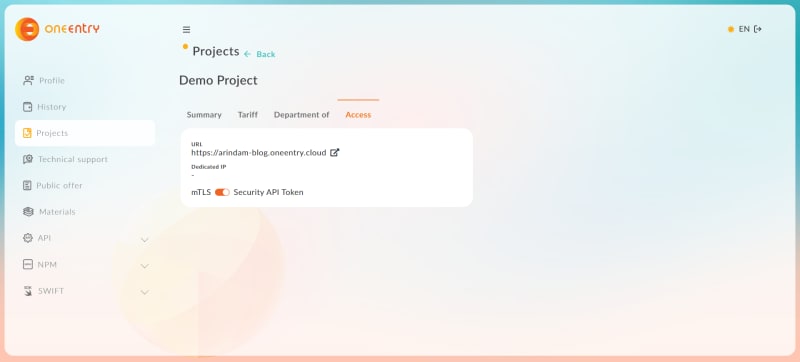 ONEENTRY
EN
Projects
Back
Demo Project
Profile
History
Projects
Technical support
Public offer
Materials
API
NPM
SWIFT
Summary Tariff Department of Access
URL
https://arindam-blog.oneentry.cloud
Dedicated IP
-
mTLS Security API Token